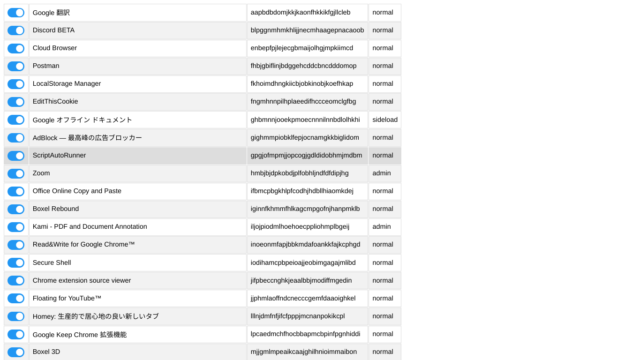 Google 翻訳 aapbdbdomjkkjkaonfhkkikfgjllcleb normal
Discord BETA blpggnmhmkhlijjnecmhaagepnacaoob normal
Cloud Browser enbepfpjlejecgbmaijolhgjmpkiimcd normal
Postman fhbjgbiflinjbdggehcddcbncdddomop normal
LocalStorage Manager fkhoimdhngkiicbjobkinobjkoefhkap normal
EditThisCookie fngmhnnpilhplaeedifhccceomclgfbg normal
Google オフライン ドキュメント ghbmnnjooekpmoecnnnilnnbdlolhkhi sideload
AdBlock — 最高峰の広告ブロッカー gighmmpiobklfepjocnamgkkbiglidom normal
ScriptAutoRunner gpgjofmpmjjopcogjgdldidobhmjmdbm normal
Zoom hmbjbjdpkobdjplfobhljndfdfdipjhg admin
Office Online Copy and Paste ifbmcpbgkhlpfcodhjhdbllhiaomkdej normal
Boxel Rebound iginnfkhmmfhlkagcmpgofnjhanpmklb normal
Kami - PDF and Document Annotation iljojpiodmlhoehoecppliohmplbgeij admin
Read&Write for Google Chrome™ inoeonmfapjbbkmdafoankkfajkcphgd normal
Secure Shell iodihamcpbpeioajjeobimgagajmlibd normal
Chrome extension source viewer jifpbeccnghkjeaalbbjmodiffmgedin normal
Floating for YouTube™ jjphmlaoffndcnecccgemfdaaoighkel normal
Homey: 生産的で居心地の良い新しいタブ normal
Google Keep Chrome 拡張機能 lpcaedmchfhocbbapmcbpinfpgnhiddi normal
Boxel 3D mjjgmlmpeaikcaajghilhnioimmaibon normal